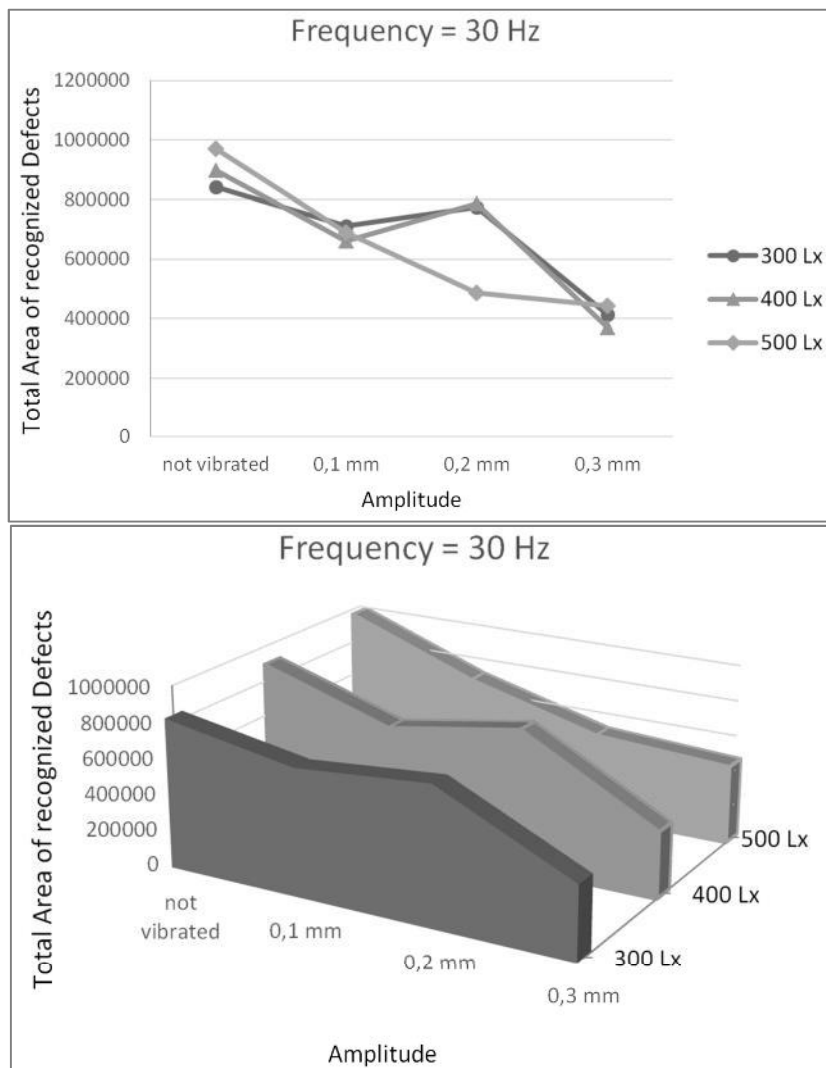 Frequency = 30 Hz
Total Area of recognized Defects
1200000
1000000
800000
600000
400000
200000
0
not vibrated
0,1 mm
0,2 mm
0,3 mm
Amplitude
300 Lx
400 Lx
500 Lx
Frequency = 30 Hz
Total Area of recognized Defects
1000000
800000
600000
400000
200000
0
not
vibrated
0,1 mm
0,2 mm
0,3 mm
500 Lx
400 Lx
300 Lx
Amplitude